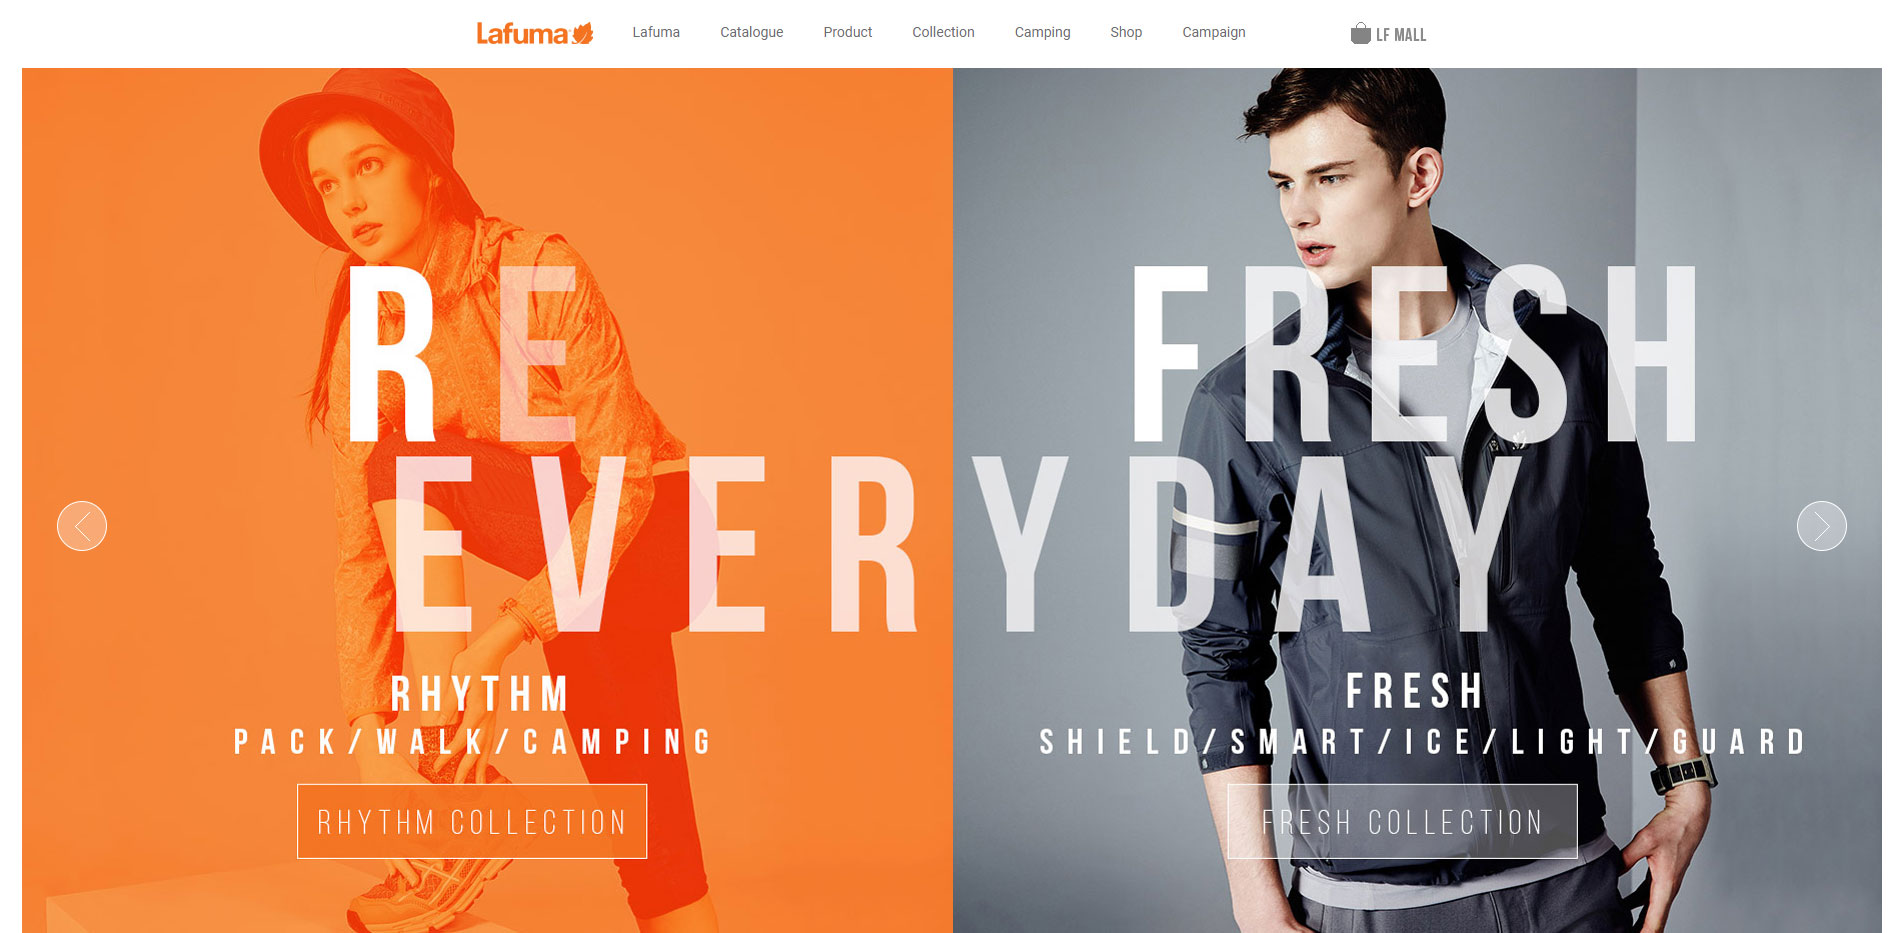 Lafuma
Lafuma Catalogue Product Collection Camping Shop Campaign
LF MALL
RE FRESH
EVERYDAY
RHYTHM
PACK/WALK/CAMPING
RHYTHM COLLECTION
FRESH
SHIELD/SMART/ICE/LIGHT/GUARD
FRESH COLLECTION